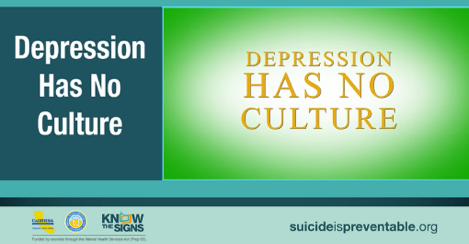 Depression
Has No
Culture
DEPRESSION
HAS NO
CULTURE
KNOW
THE SIGNS
suicideispreventable.org